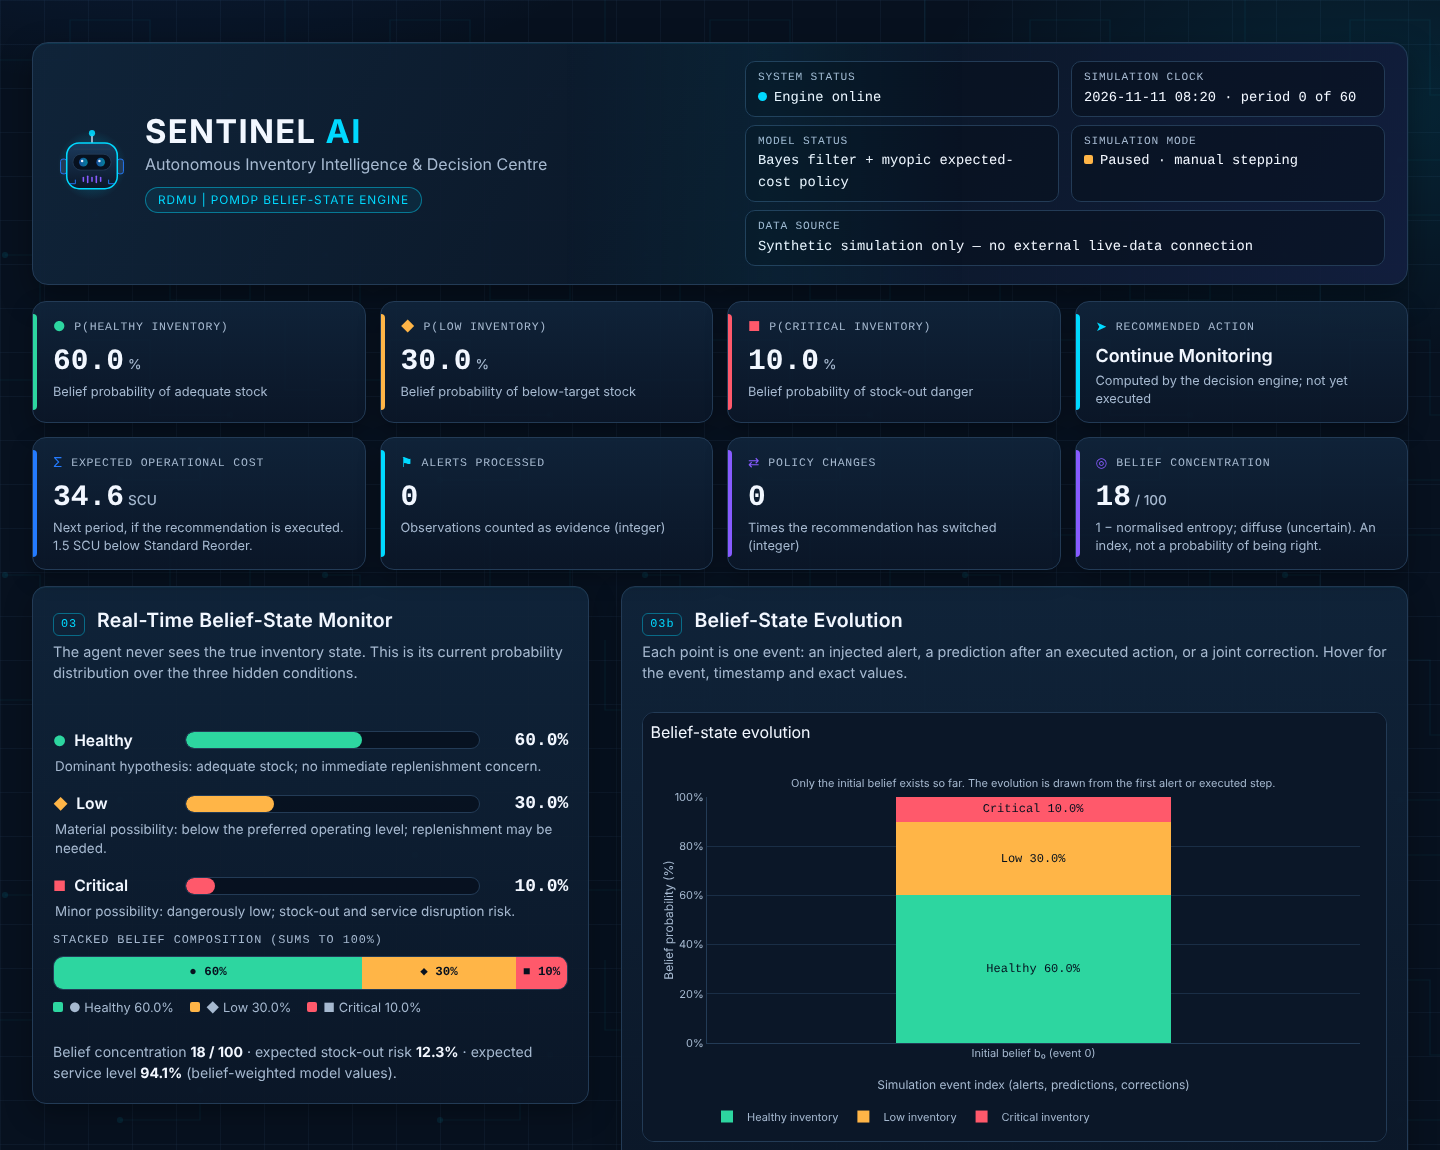 SENTINEL AI
Autonomous Inventory Intelligence & Decision Centre
RDMU | POMDP BELIEF-STATE ENGINE
SYSTEM STATUS
Engine online
SIMULATION CLOCK
2026-11-11 08:20 · period 0 of 60
MODEL STATUS
Bayes filter + myopic expected-
cost policy
SIMULATION MODE
Paused · manual stepping
DATA SOURCE
Synthetic simulation only — no external live-data connection
P(HEALTHY INVENTORY)
60.0 %
Belief probability of adequate stock
P(LOW INVENTORY)
30.0 %
Belief probability of below-target stock
P(CRITICAL INVENTORY)
10.0 %
Belief probability of stock-out danger
RECOMMENDED ACTION
Continue Monitoring
Computed by the decision engine; not yet
executed
Σ EXPECTED OPERATIONAL COST
34.6 SCU
Next period, if the recommendation is executed.
1.5 SCU below Standard Reorder.
ALERTS PROCESSED
0
Observations counted as evidence (integer)
POLICY CHANGES
0
Times the recommendation has switched
(integer)
BELIEF CONCENTRATION
18 / 100
1 − normalised entropy; diffuse (uncertain). An
index, not a probability of being right.
03 Real-Time Belief-State Monitor
The agent never sees the true inventory state. This is its current probability
distribution over the three hidden conditions.
Healthy 60.0%
Dominant hypothesis: adequate stock; no immediate replenishment concern.
Low 30.0%
Material possibility: below the preferred operating level; replenishment may be
needed.
Critical 10.0%
Minor possibility: dangerously low; stock-out and service disruption risk.
STACKED BELIEF COMPOSITION (SUMS TO 100%)
● 60% ◆ 30% ■ 10%
● Healthy 60.0% ◆ Low 30.0% ■ Critical 10.0%
Belief concentration 18 / 100 · expected stock-out risk 12.3% · expected
service level 94.1% (belief-weighted model values).
03b Belief-State Evolution
Each point is one event: an injected alert, a prediction after an executed action, or a joint correction. Hover for
the event, timestamp and exact values.
Belief-state evolution
Only the initial belief exists so far. The evolution is drawn from the first alert or executed step.
Belief probability (%)
100%
80%
60%
40%
20%
0%
Critical 10.0%
Low 30.0%
Healthy 60.0%
Initial belief b₀ (event 0)
Simulation event index (alerts, predictions, corrections)
Healthy inventory Low inventory Critical inventory